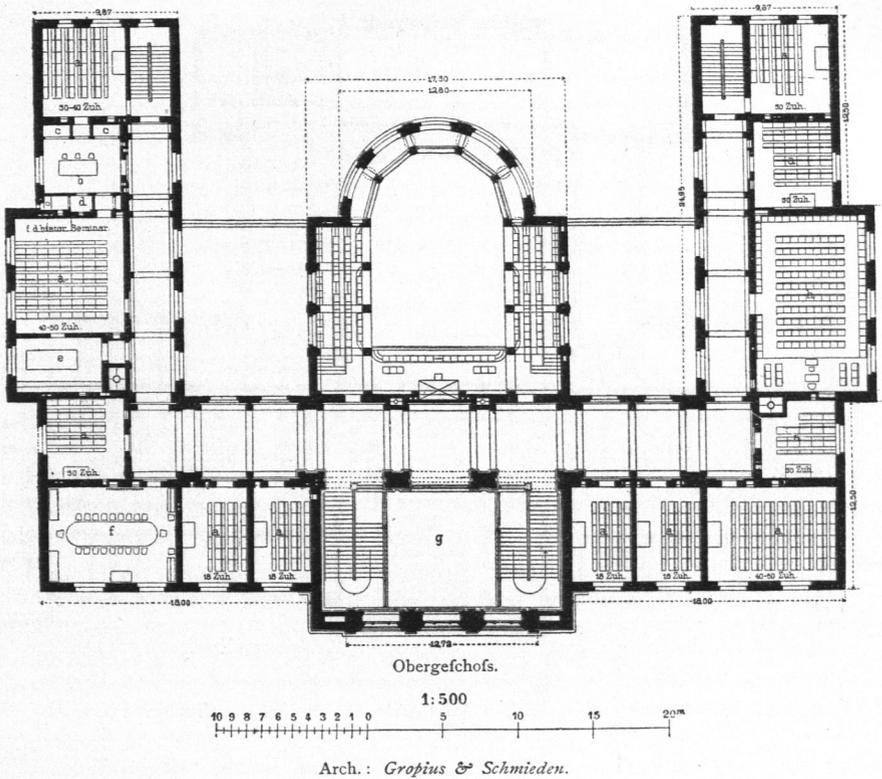 9,87
9,87
17,30
12,60
a
30-40 Zuh.
a
30 Zuh.
12,50
c
c
c
b
d
d
30 Zuh.
24,95
f. d. histor. Seminar
a
40-50 Zuh.
h
e
a
30 Zuh.
30 Zuh.
f
a
18 Zuh.
a
18 Zuh.
g
a
18 Zuh.
a
18 Zuh.
a
40-50 Zuh.
12,50
18,00
18,00
12,72
Obergeſchoſs.
1:500
10 9 8 7 6 5 4 3 2 1 0 5 10 15 20m
Arch.: Gropius & Schmieden.